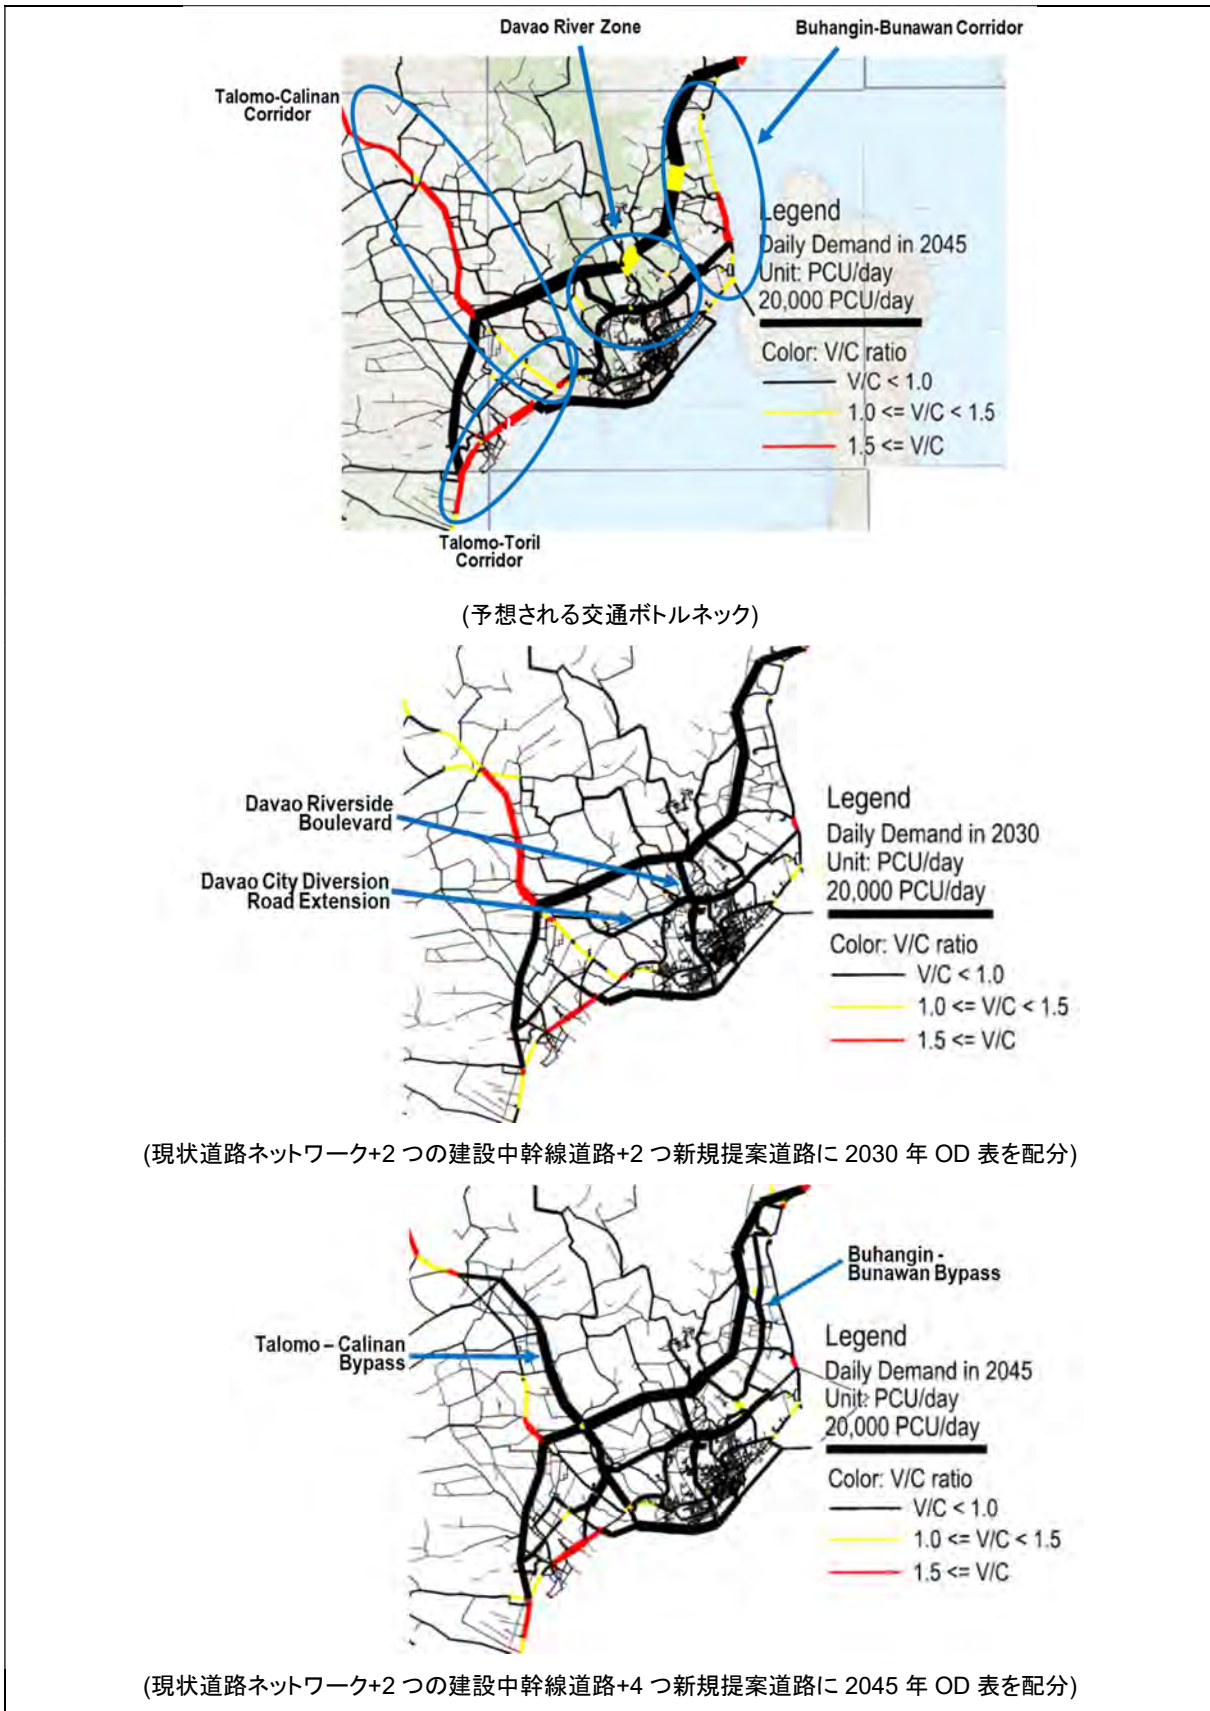 Davao River Zone
Buhangin-Bunawan Corridor
Talomo-Calinan
Corridor
Legend
Daily Demand in 2045
Unit: PCU/day
20,000 PCU/day
Color: V/C ratio
V/C < 1.0
1.0 <= V/C < 1.5
1.5 <= V/C
Talomo-Toril
Corridor
(予想される交通ボトルネック)
Davao Riverside
Boulevard
Davao City Diversion
Road Extension
Legend
Daily Demand in 2030
Unit: PCU/day
20,000 PCU/day
Color: V/C ratio
V/C < 1.0
1.0 <= V/C < 1.5
1.5 <= V/C
(現状道路ネットワーク+2 つの建設中幹線道路+2 つ新規提案道路に 2030 年 OD 表を配分)
Buhangin -
Bunawan Bypass
Talomo – Calinan
Bypass
Legend
Daily Demand in 2045
Unit: PCU/day
20,000 PCU/day
Color: V/C ratio
V/C < 1.0
1.0 <= V/C < 1.5
1.5 <= V/C
(現状道路ネットワーク+2 つの建設中幹線道路+4 つ新規提案道路に 2045 年 OD 表を配分)